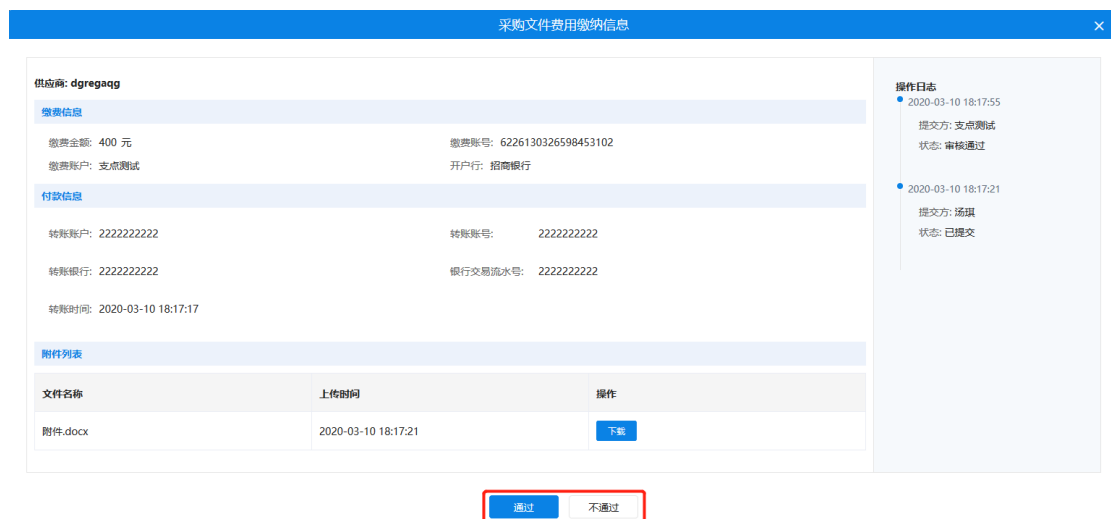 采购文件费用缴纳信息
供应商: dgregaqg
缴费信息
缴费金额: 400 元 缴费账号: 6226130326598453102
缴费账户: 支点测试 开户行: 招商银行
付款信息
转账账户: 2222222222 转账账号: 2222222222
转账银行: 2222222222 银行交易流水号: 2222222222
转账时间: 2020-03-10 18:17:17
附件列表
文件名称 上传时间 操作
附件.docx 2020-03-10 18:17:21 下载
操作日志
2020-03-10 18:17:55
提交方: 支点测试
状态: 审核通过
2020-03-10 18:17:21
提交方: 汤琪
状态: 已提交
通过 不通过